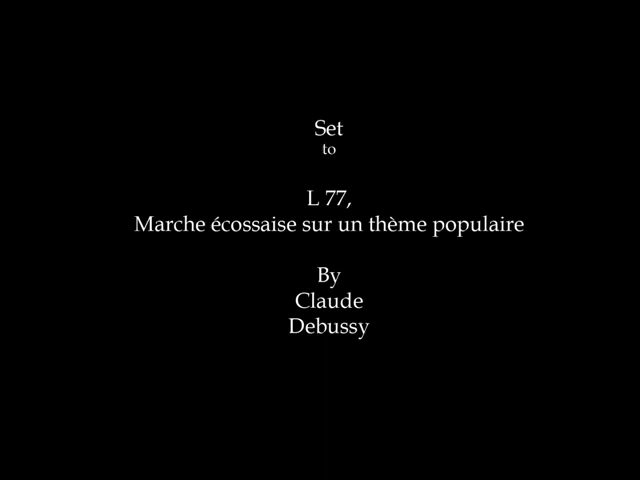 Set
to
L 77,
Marche écossaise sur un thème populaire
By
Claude
Debussy